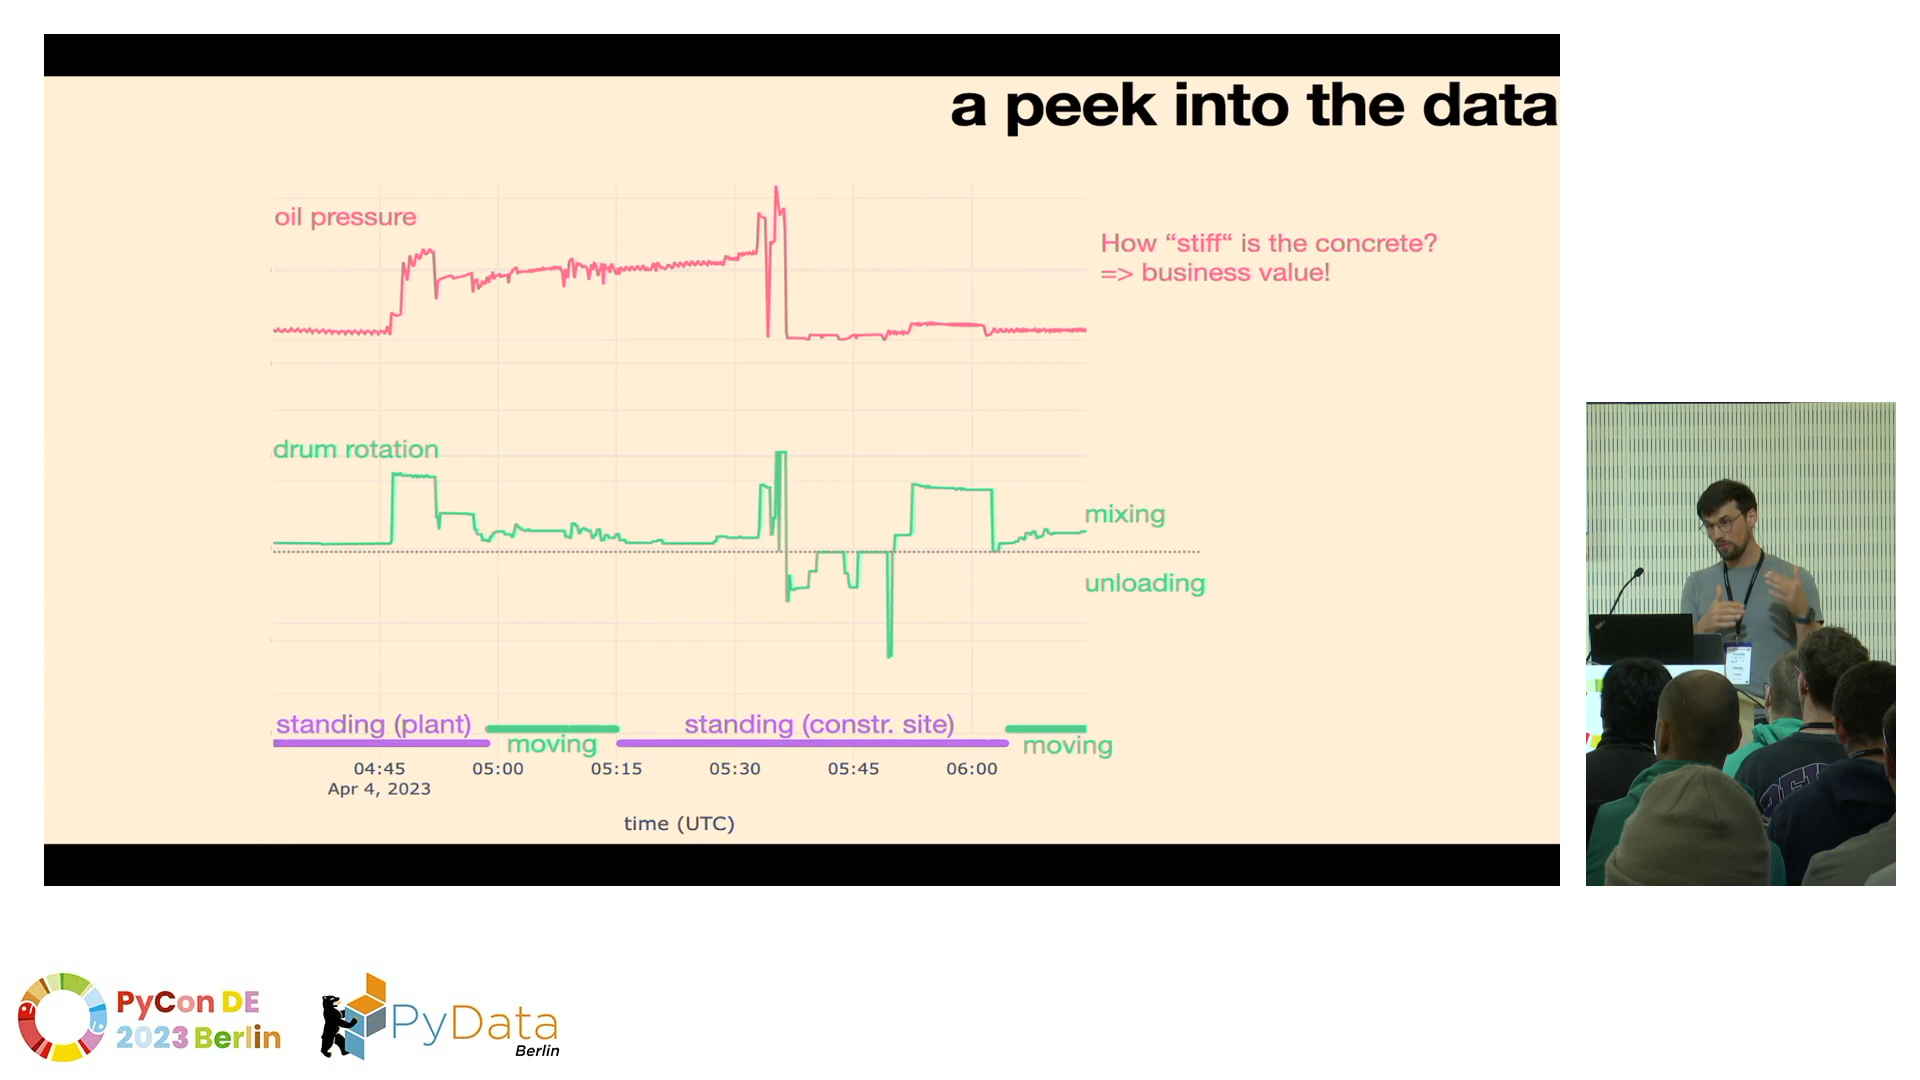 a peek into the data
oil pressure
How “stiff“ is the concrete?
=> business value!
drum rotation
mixing
unloading
standing (plant)
moving
standing (constr. site)
moving
04:45
05:00
05:15
05:30
05:45
06:00
Apr 4, 2023
time (UTC)
PyCon DE
2023 Berlin
PyData
Berlin